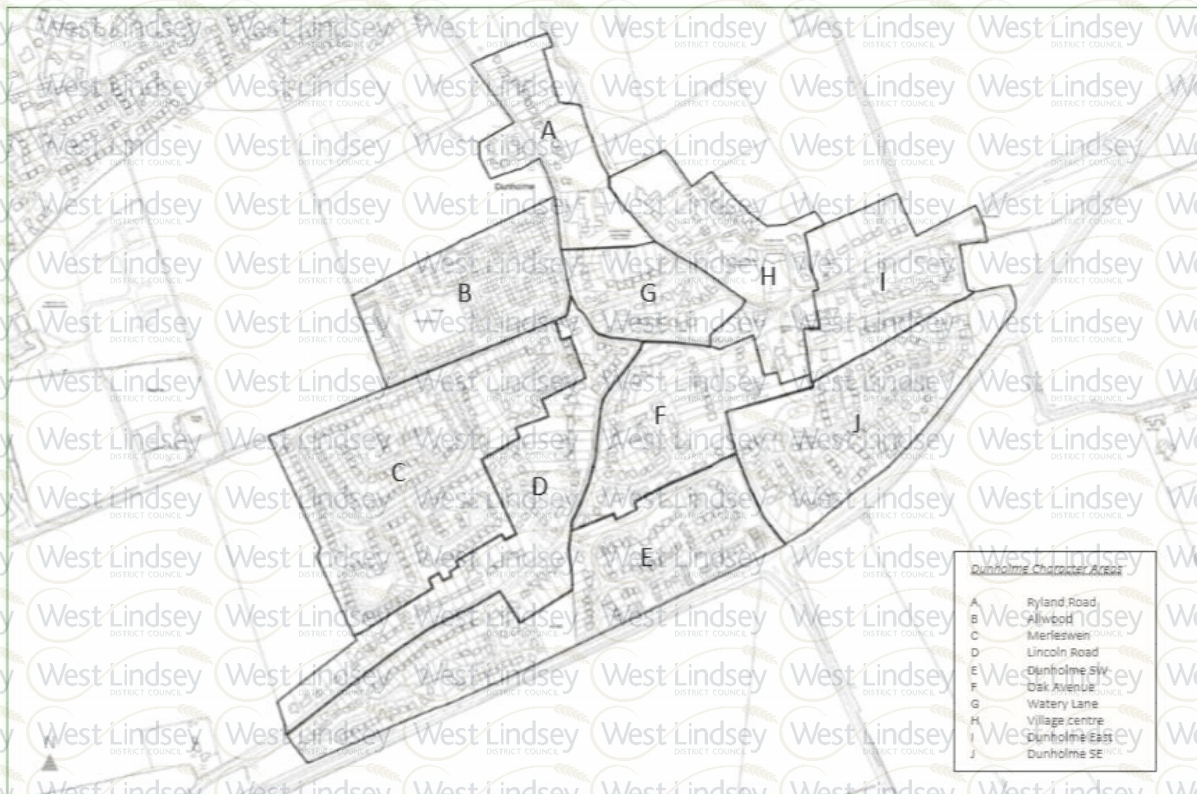 West Lindsey
DISTRICT COUNCIL
A
Dunholme
B
G
H
I
F
J
C
D
E
Dunholme Character Areas
A Ryland Road
B Allwood
C Merleswen
D Lincoln Road
E Dunholme SW
F Oak Avenue
G Watery Lane
H Village centre
I Dunholme East
J Dunholme SE
N